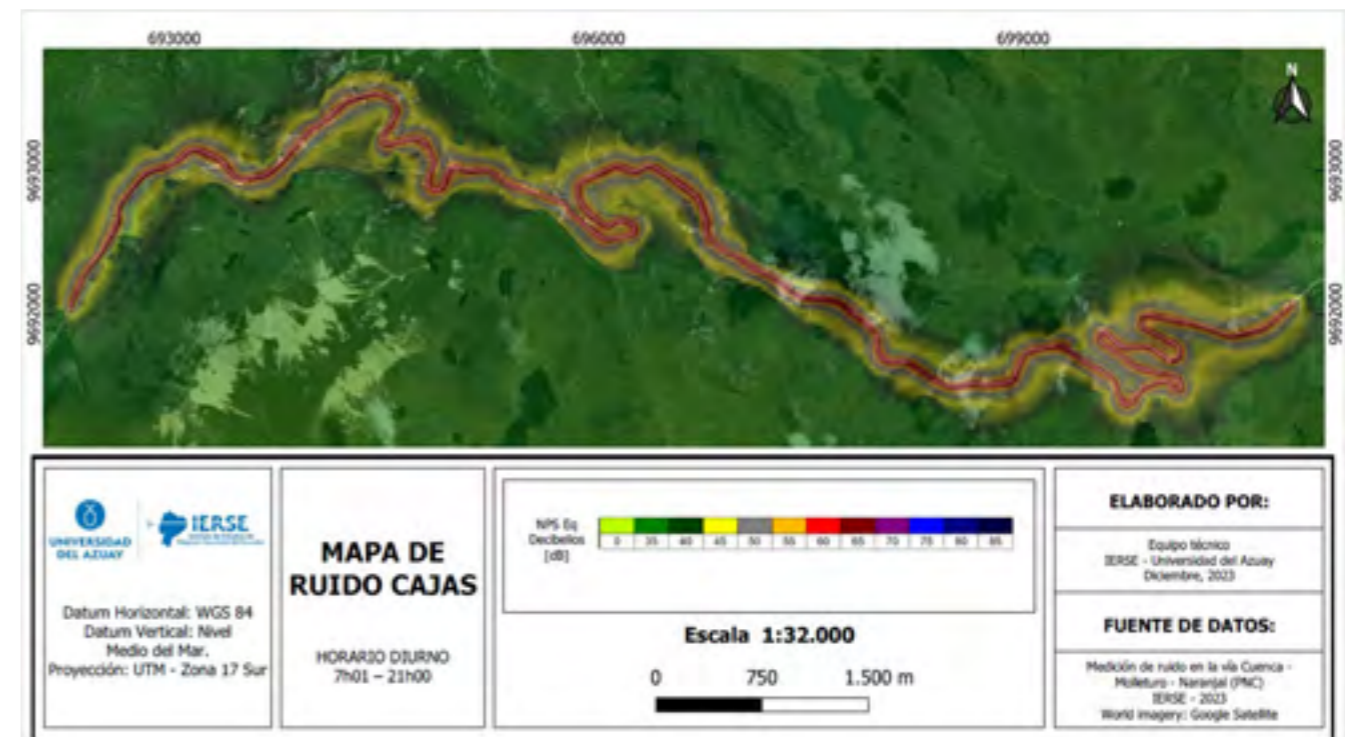 693000
696000
699000
N
9693000
9693000
9692000
9692000
UNIVERSIDAD
DEL AZUAY
IERSE
Datum Horizontal: WGS 84
Datum Vertical: Nivel
Medio del Mar.
Proyección: UTM - Zona 17 Sur
MAPA DE
RUIDO CAJAS
HORARIO DIURNO
7h01 – 21h00
NPS Eq
Decibelios
[dB]
0 35 40 45 50 55 60 65 70 75 80 85
Escala 1:32.000
0 750 1.500 m
ELABORADO POR:
Equipo técnico
IERSE - Universidad del Azuay
Diciembre, 2023
FUENTE DE DATOS:
Medición de ruido en la vía Cuenca -
Molleturo - Naranjal (PNC)
IERSE - 2023
World imagery: Google Satellite